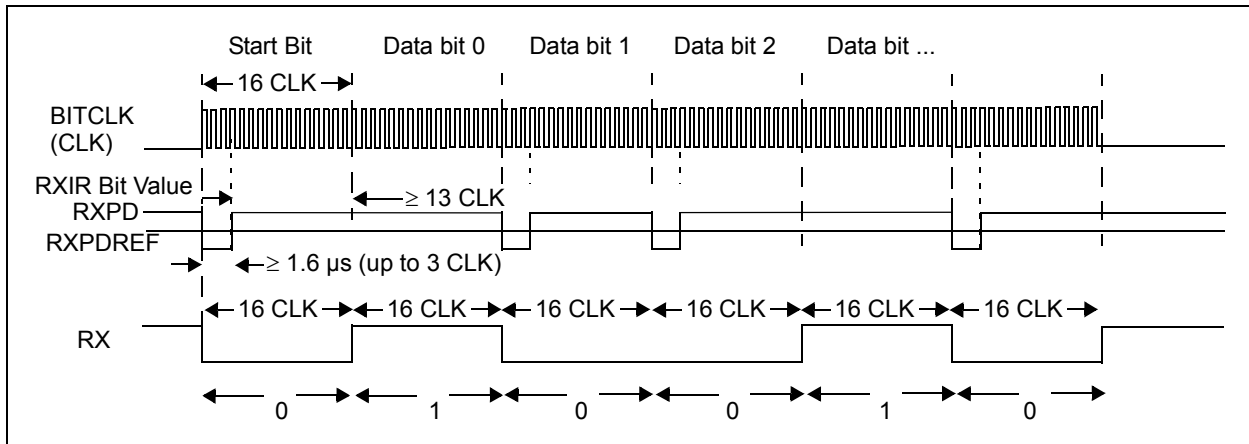 Start Bit Data bit 0 Data bit 1 Data bit 2 Data bit ...
16 CLK
BITCLK
(CLK)
RXIR Bit Value
≥ 13 CLK
RXPD
RXPDREF
≥ 1.6 µs (up to 3 CLK)
16 CLK 16 CLK 16 CLK 16 CLK 16 CLK 16 CLK
RX
0 1 0 0 1 0